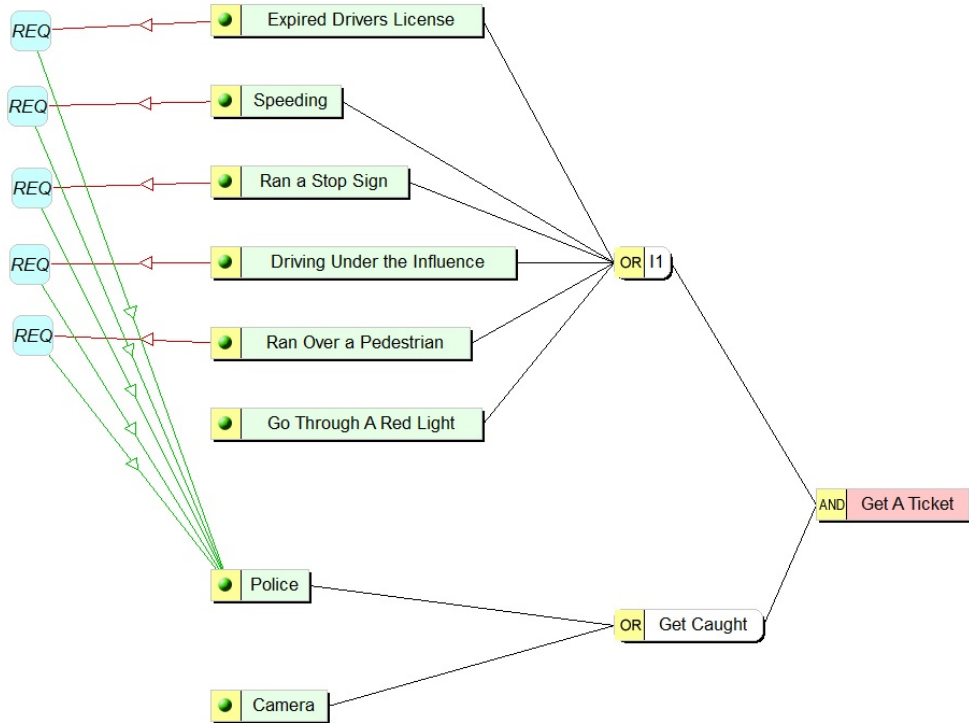 REQ Expired Drivers License
REQ Speeding
REQ Ran a Stop Sign
REQ Driving Under the Influence OR I1
REQ Ran Over a Pedestrian
Go Through A Red Light
AND Get A Ticket
Police
OR Get Caught
Camera